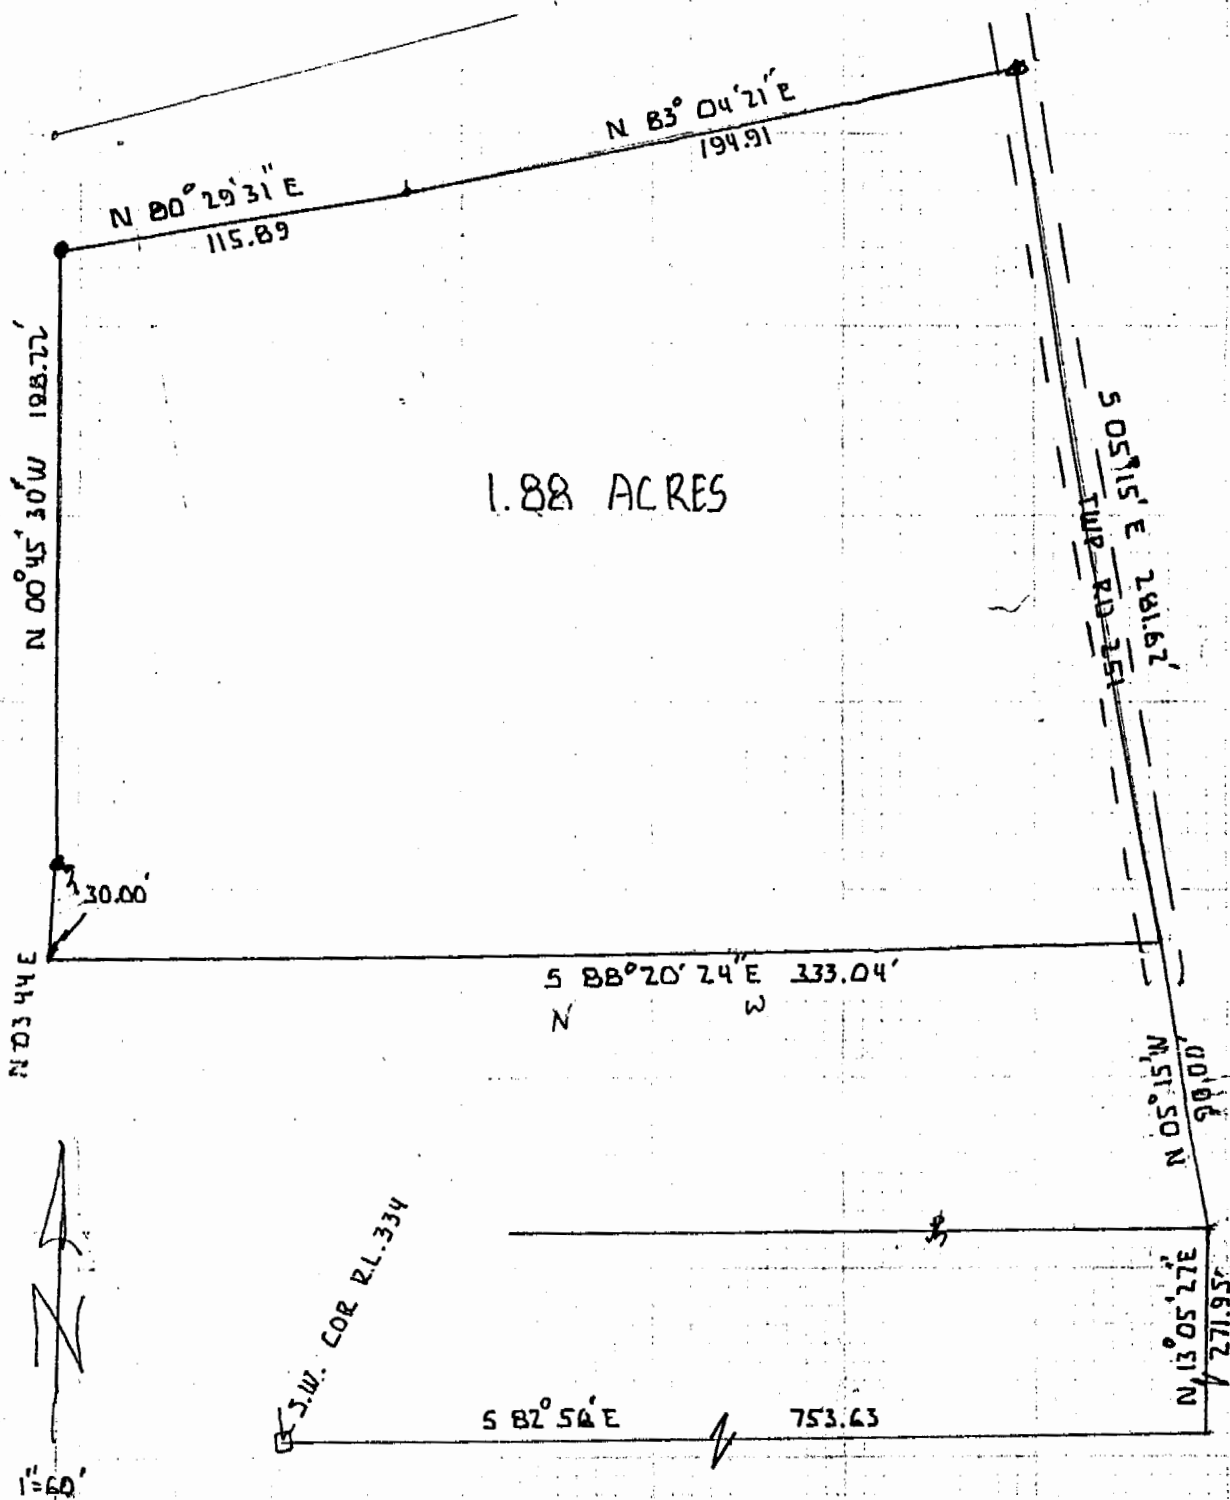 N 83° 04' 21" E
194.91
N 80° 29' 31" E
115.89
N 00° 45' 30" W 198.22'
1.88 ACRES
S 05° 15' E 281.62'
TWP RD 251
30.00'
N 03 44 E
S 88° 20' 24" E 333.04'
N W
N 05° 15' W
90.00'
S.W. COR R.L. 334
N 13° 05' 27" E
271.95'
S 82° 56' E 753.63
N
1"=60'